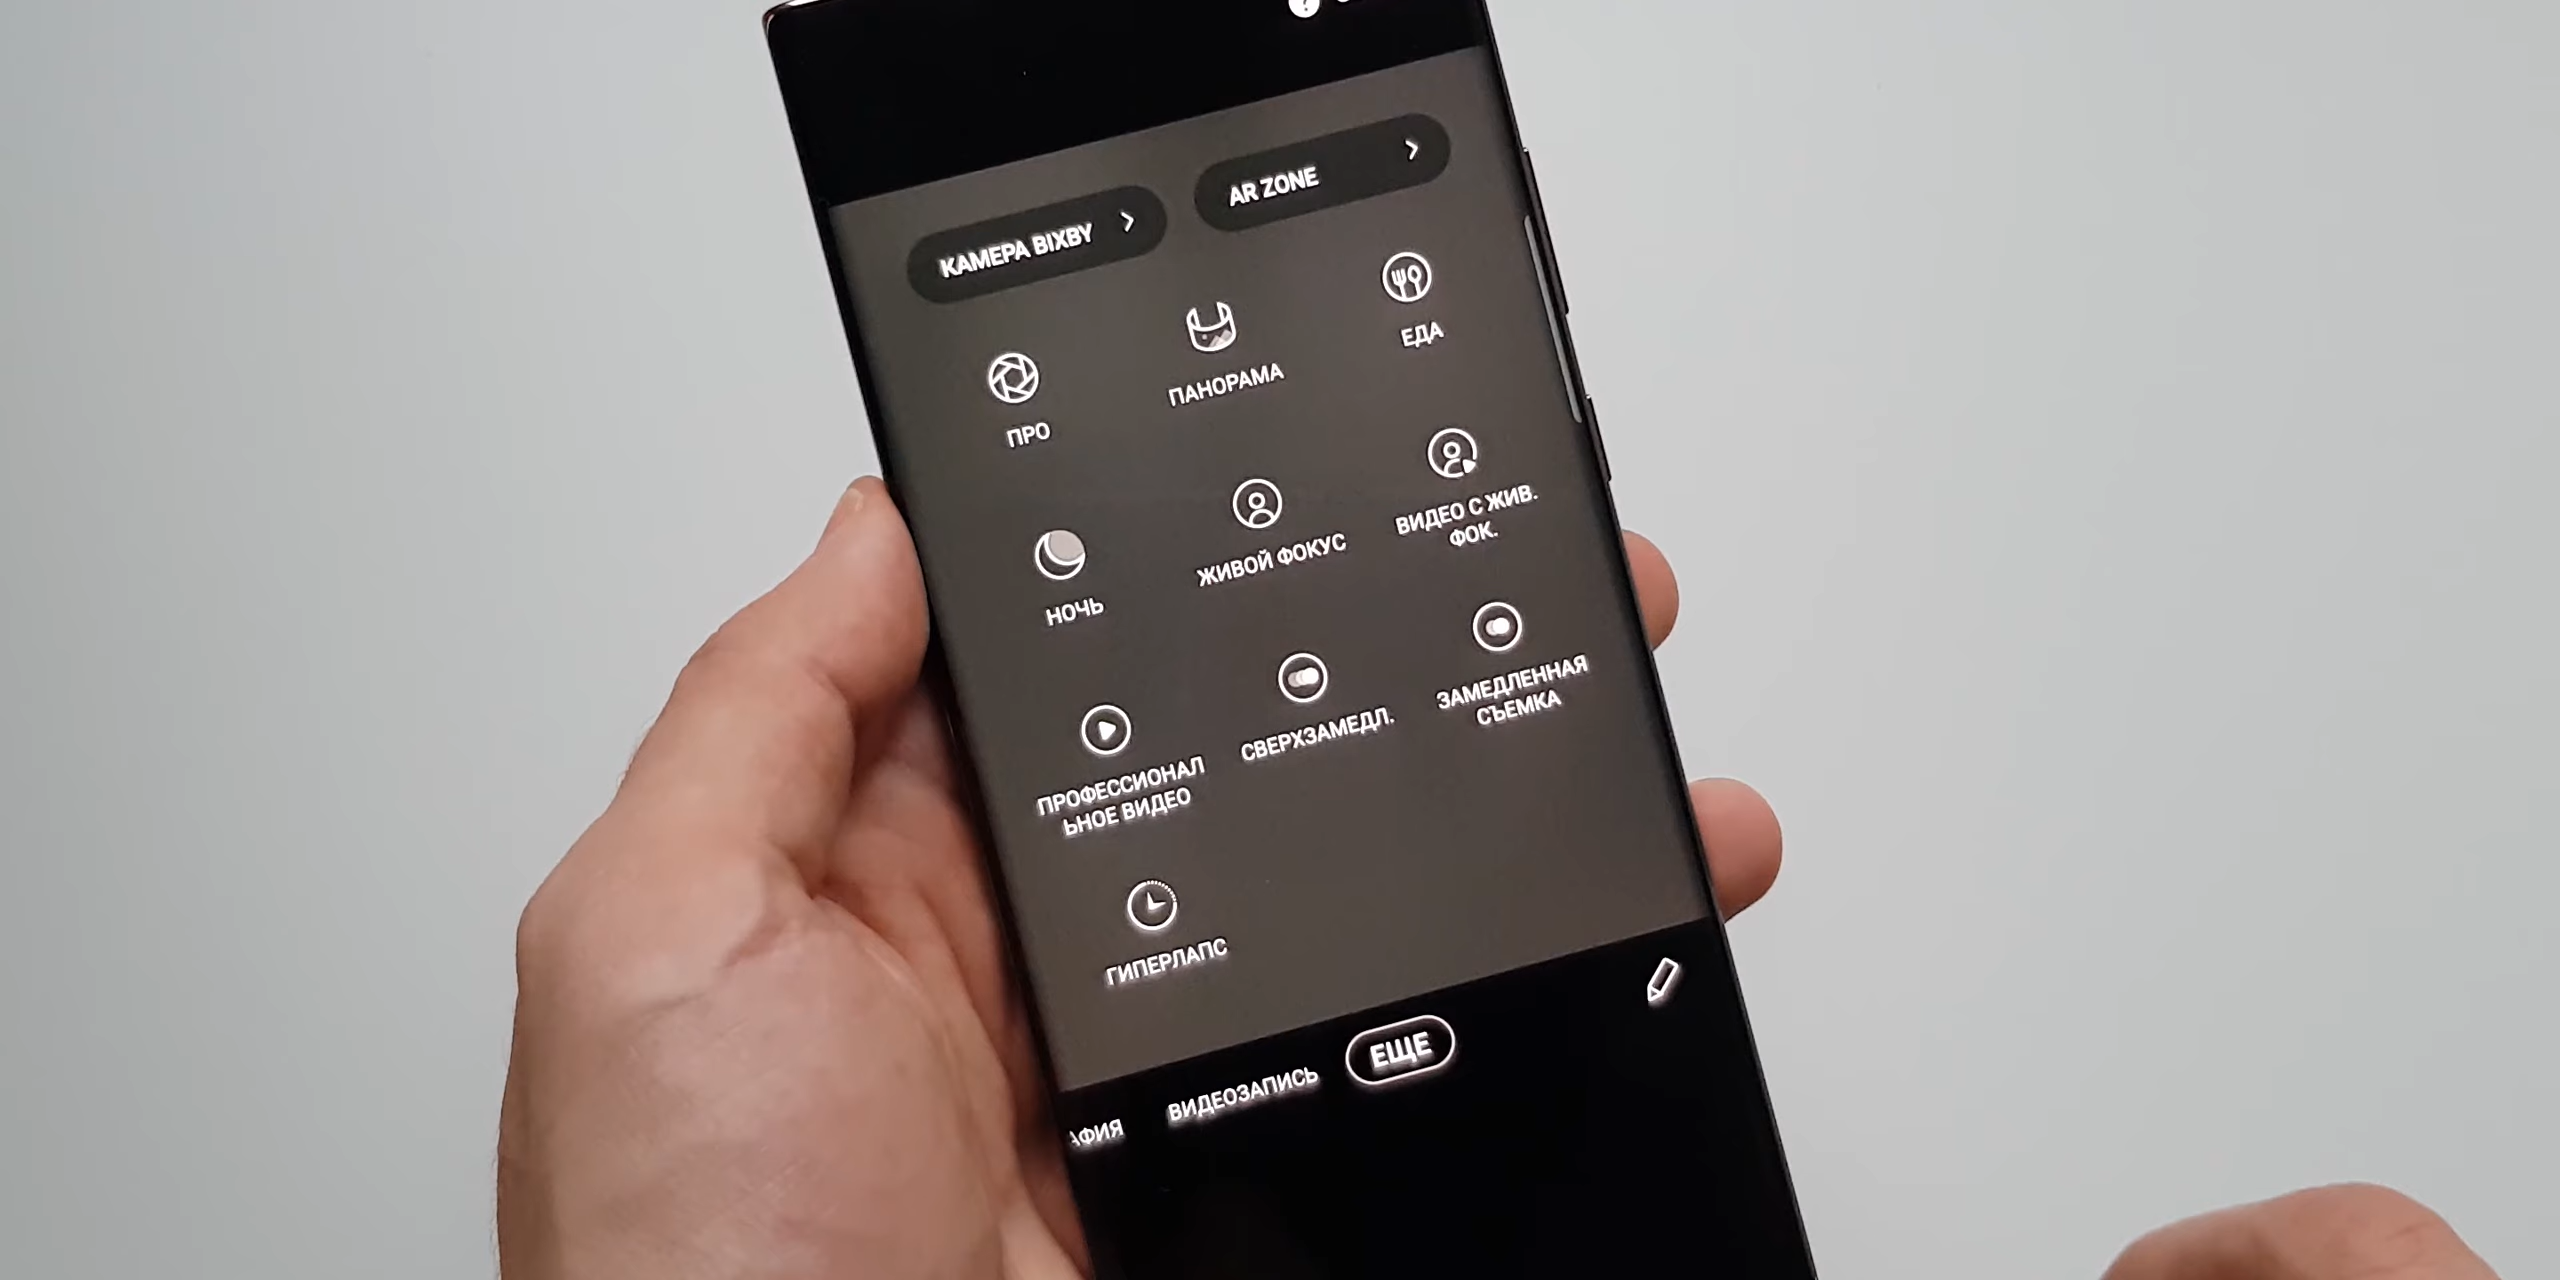 КАМЕРА BIXBY
AR ZONE
ПРО
ПАНОРАМА
ЕДА
НОЧЬ
ЖИВОЙ ФОКУС
ВИДЕО С ЖИВ.
ФОК.
ПРОФЕССИОНАЛ
ЬНОЕ ВИДЕО
СВЕРХЗАМЕДЛ.
ЗАМЕДЛЕННАЯ
СЪЕМКА
ГИПЕРЛАПС
АФИЯ
ВИДЕОЗАПИСЬ
ЕЩЕ